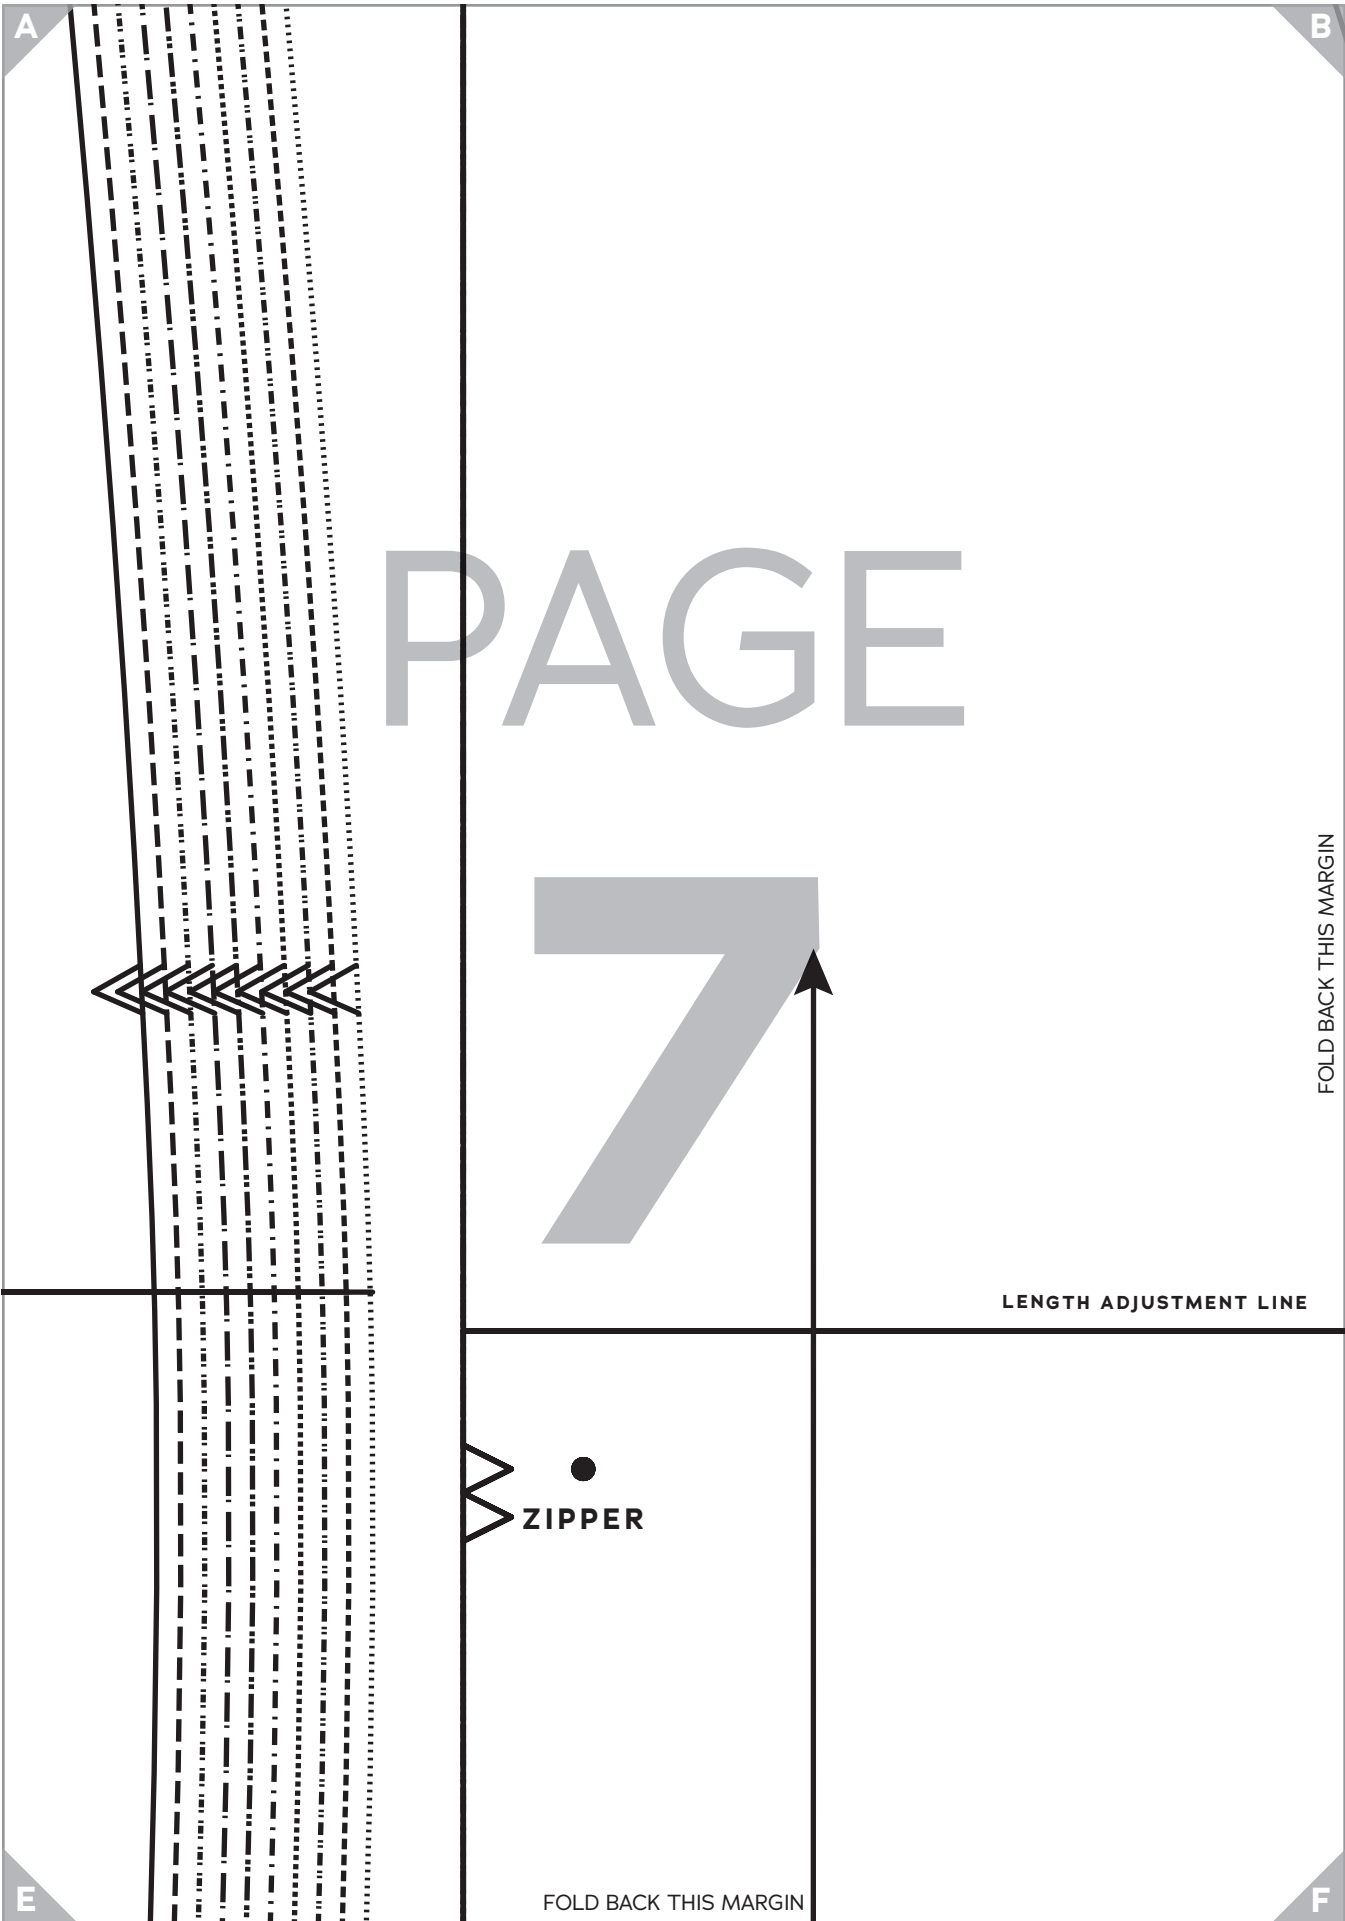 A
B
PAGE
7
FOLD BACK THIS MARGIN
LENGTH ADJUSTMENT LINE
ZIPPER
FOLD BACK THIS MARGIN
E
F